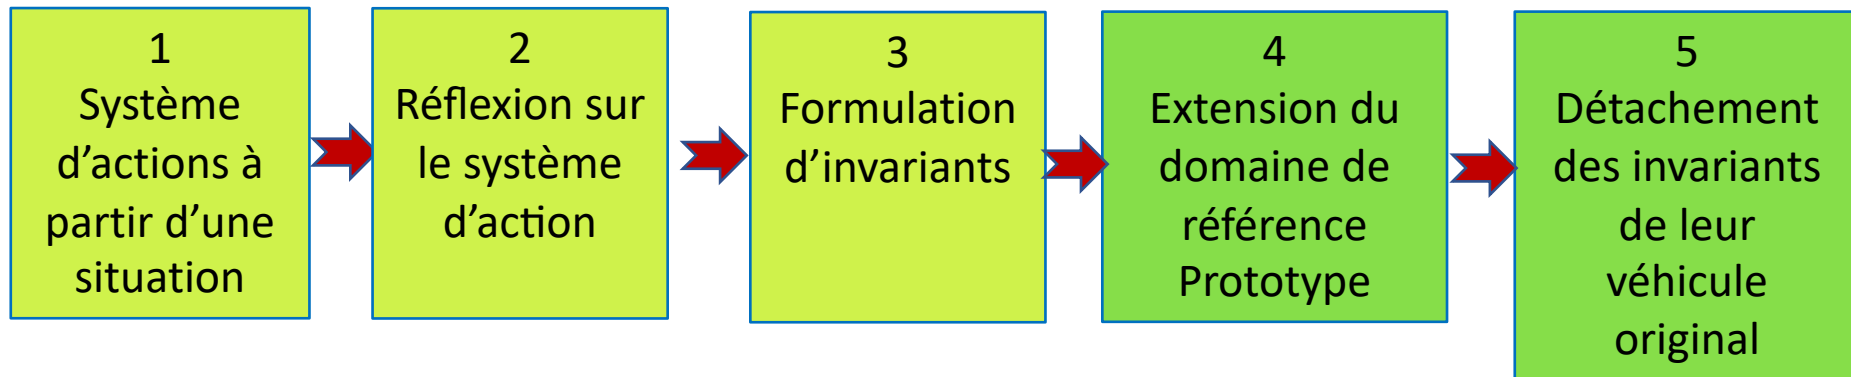 1
Système
d’actions à
partir d’une
situation
2
Réflexion sur
le système
d’action
3
Formulation
d’invariants
4
Extension du
domaine de
référence
Prototype
5
Détachement
des invariants
de leur
véhicule
original